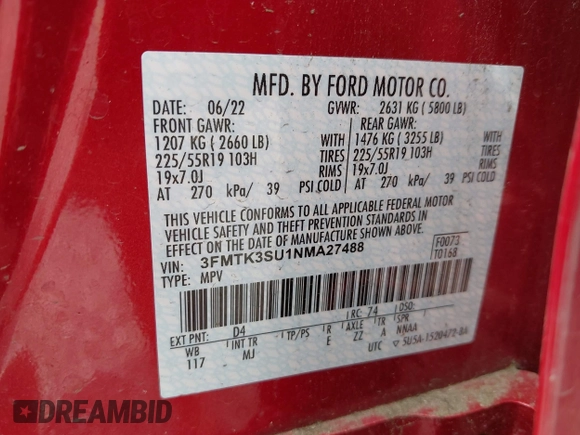 MFD. BY FORD MOTOR CO.
DATE: 06/22 GVWR: 2631 KG ( 5800 LB)
FRONT GAWR: REAR GAWR:
1207 KG ( 2660 LB) WITH 1476 KG ( 3255 LB) WITH
225/55R19 103H TIRES 225/55R19 103H TIRES
19x7.0J RIMS 19x7.0J RIMS
AT 270 kPa/ 39 PSI COLD AT 270 kPa/ 39 PSI COLD
THIS VEHICLE CONFORMS TO ALL APPLICABLE FEDERAL MOTOR
VEHICLE SAFETY AND THEFT PREVENTION STANDARDS IN
EFFECT ON THE DATE OF MANUFACTURE SHOWN ABOVE.
VIN: 3FMTK3SU1NMA27488 F0073
TYPE: MPV T0168
EXT PNT: D4 RC: 74 DSO:
WB INT TR TP/PS R AXLE TR SPR
117 MJ E ZZ A NNAA
UTC 5U5A-1520472-BA
DREAMBID